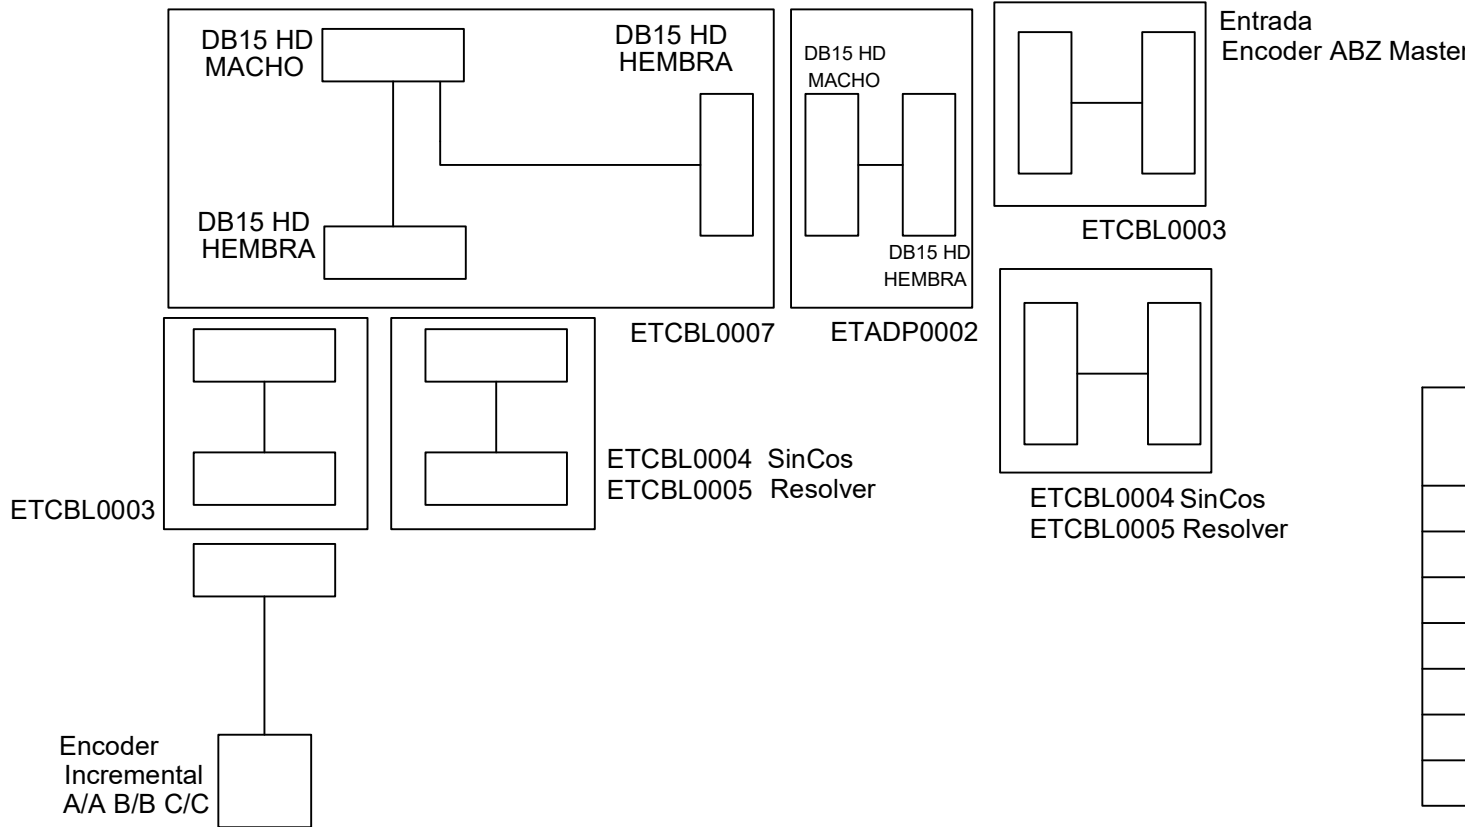 DB15 HD
MACHO
DB15 HD
HEMBRA
DB15 HD
HEMBRA
ETCBL0007
DB15 HD
MACHO
DB15 HD
HEMBRA
ETADP0002
Entrada
Encoder ABZ Master
ETCBL0003
ETCBL0003
ETCBL0004 SinCos
ETCBL0005 Resolver
ETCBL0004 SinCos
ETCBL0005 Resolver
Encoder
Incremental
A/A B/B C/C